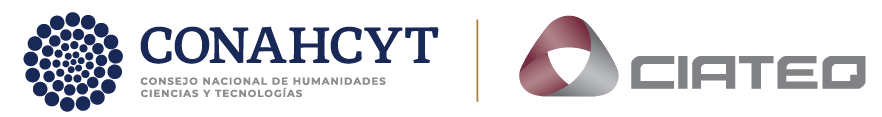 CONAHCYT
CONSEJO NACIONAL DE HUMANIDADES
CIENCIAS Y TECNOLOGÍAS
CIATEQ